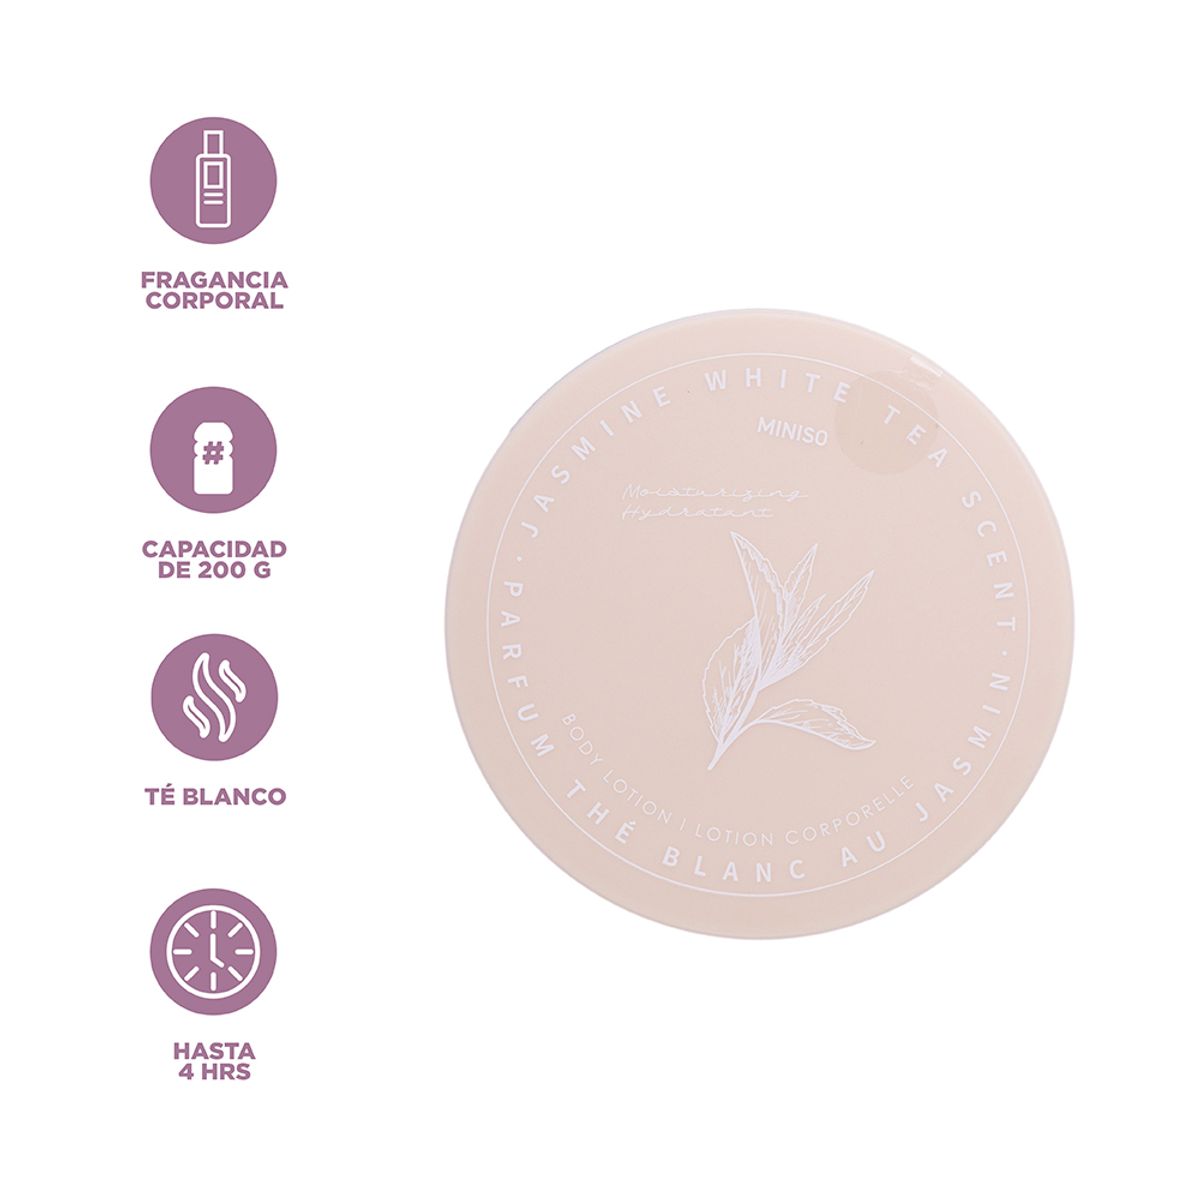 FRAGANCIA
CORPORAL
#
CAPACIDAD
DE 200 G
TÉ BLANCO
HASTA
4 HRS
· JASMINE WHITE TEA SCENT ·
MINISO
Moisturizing
Hydratant
BODY LOTION | LOTION CORPORELLE
PARFUM THÉ BLANC AU JASMIN